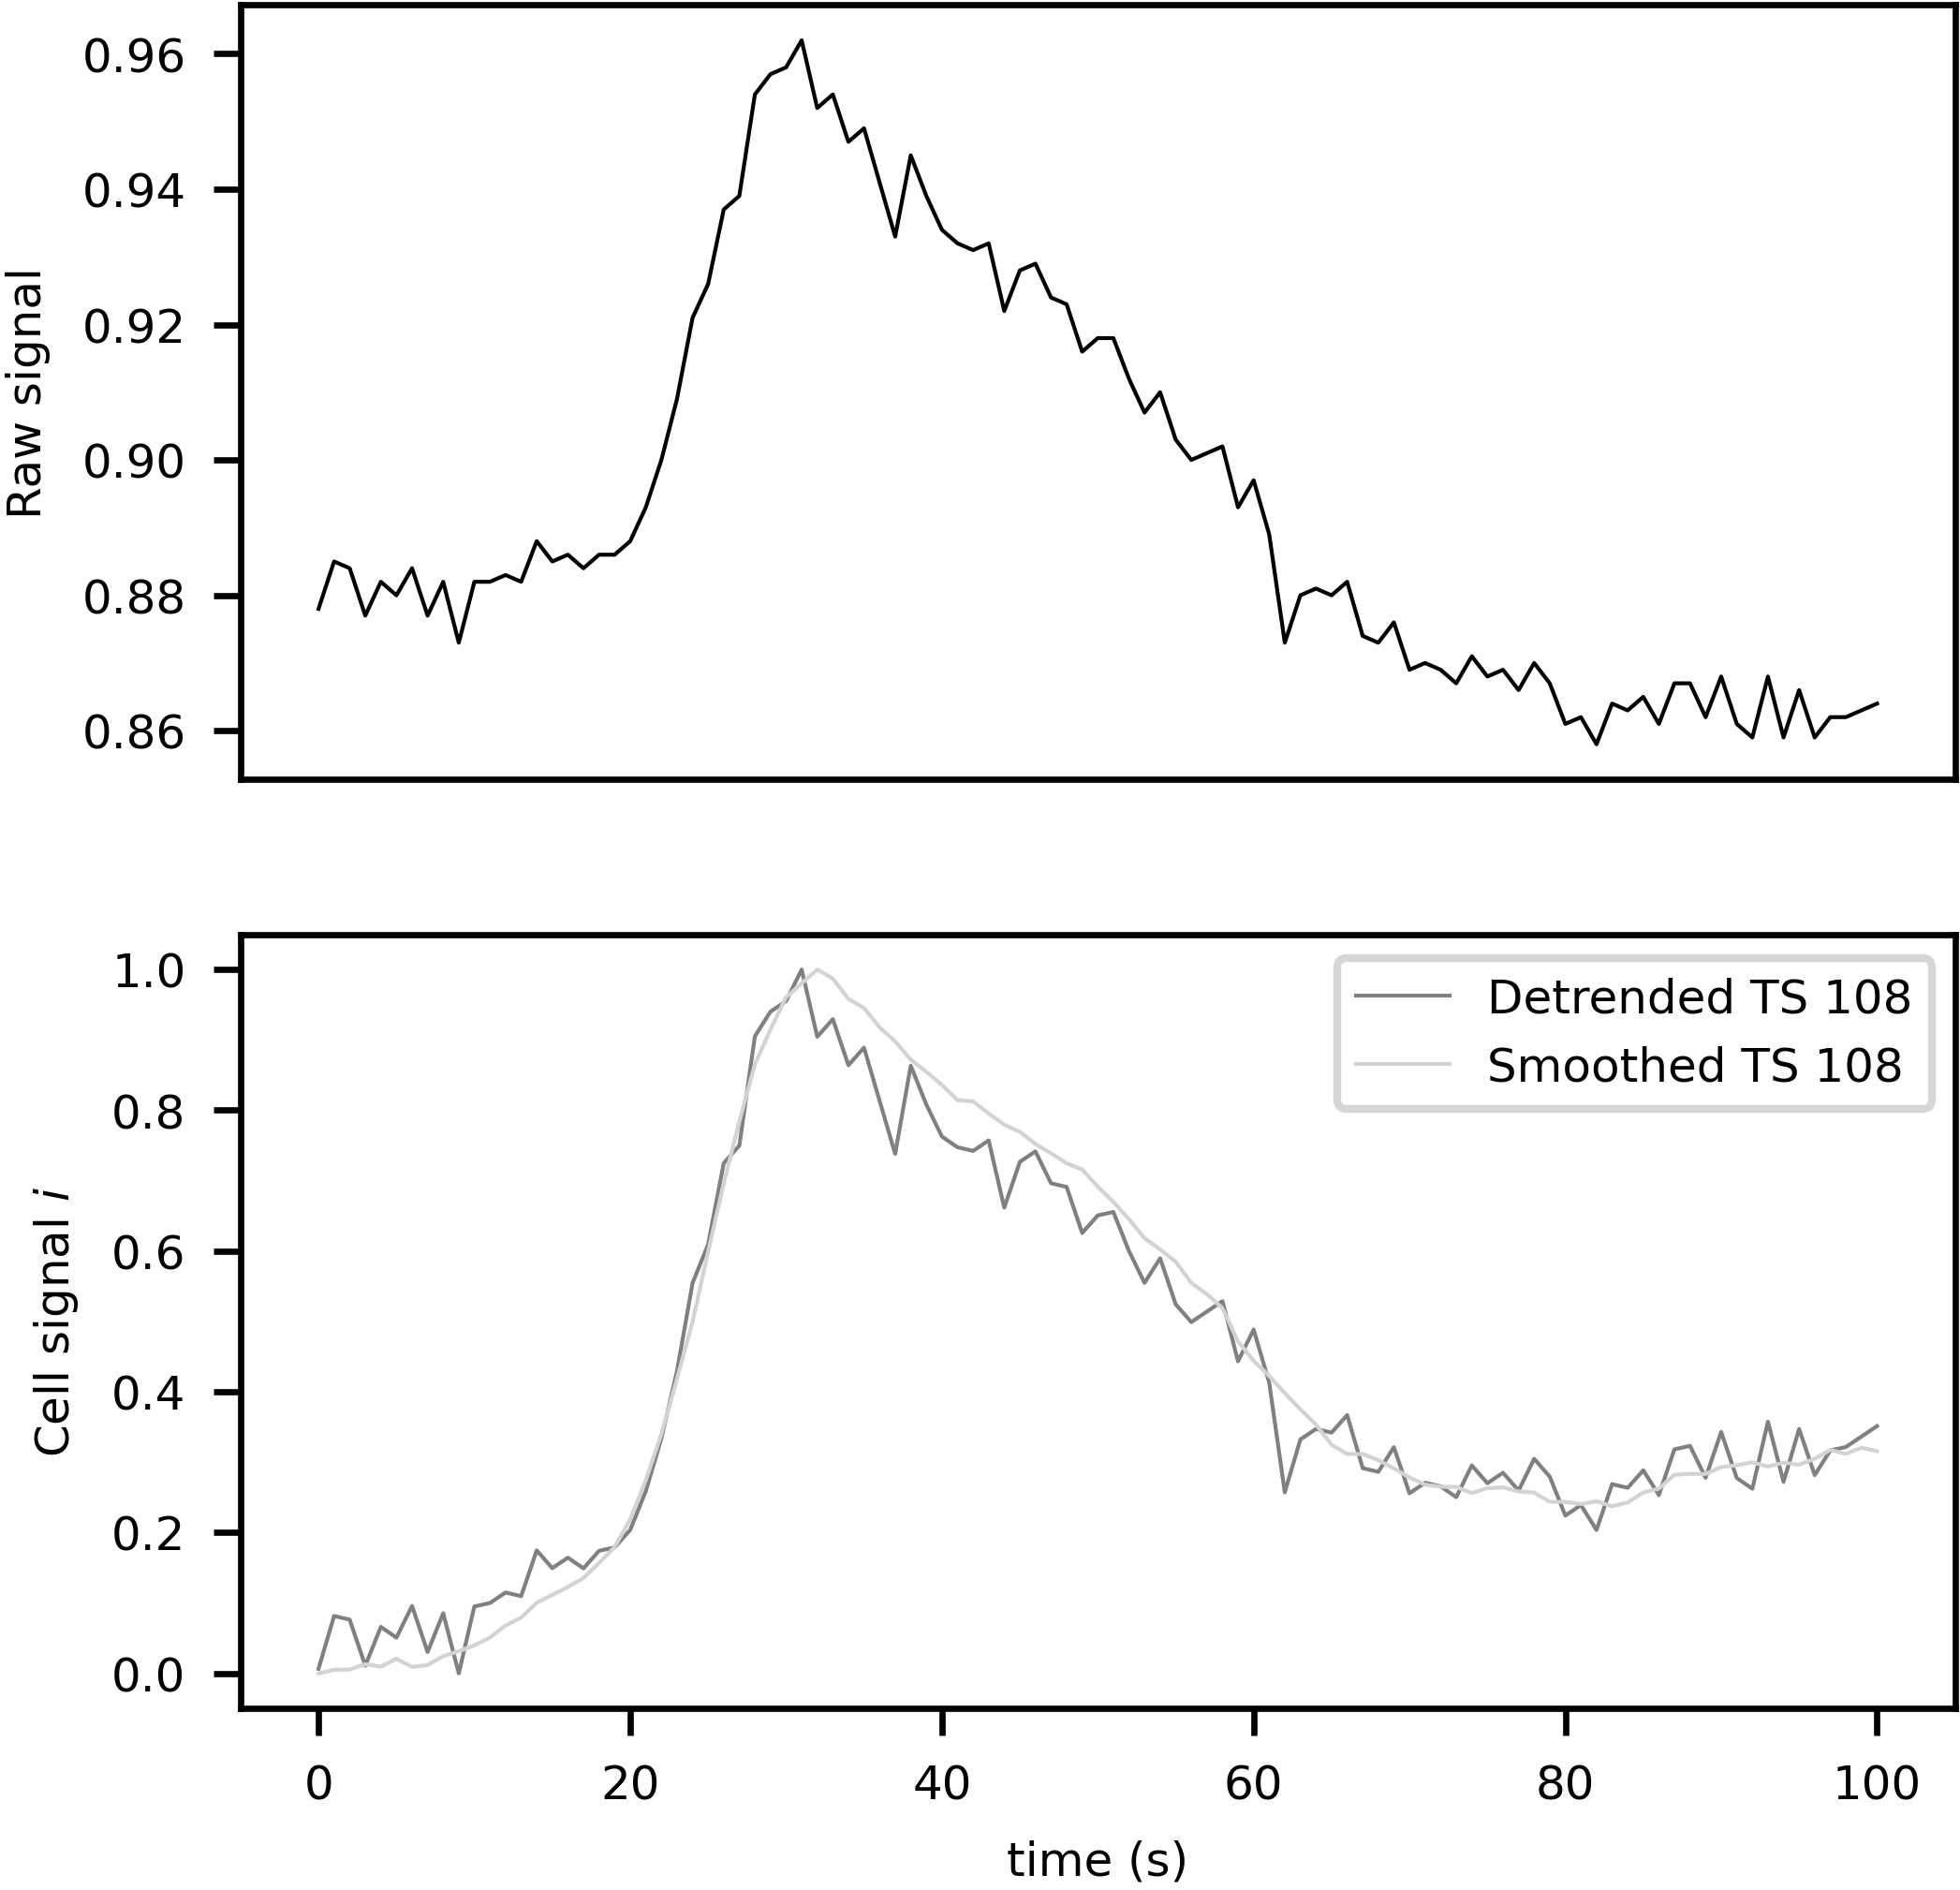 Raw signal
0.96
0.94
0.92
0.90
0.88
0.86
Cell signal i
1.0
0.8
0.6
0.4
0.2
0.0
Detrended TS 108
Smoothed TS 108
0 20 40 60 80 100
time (s)